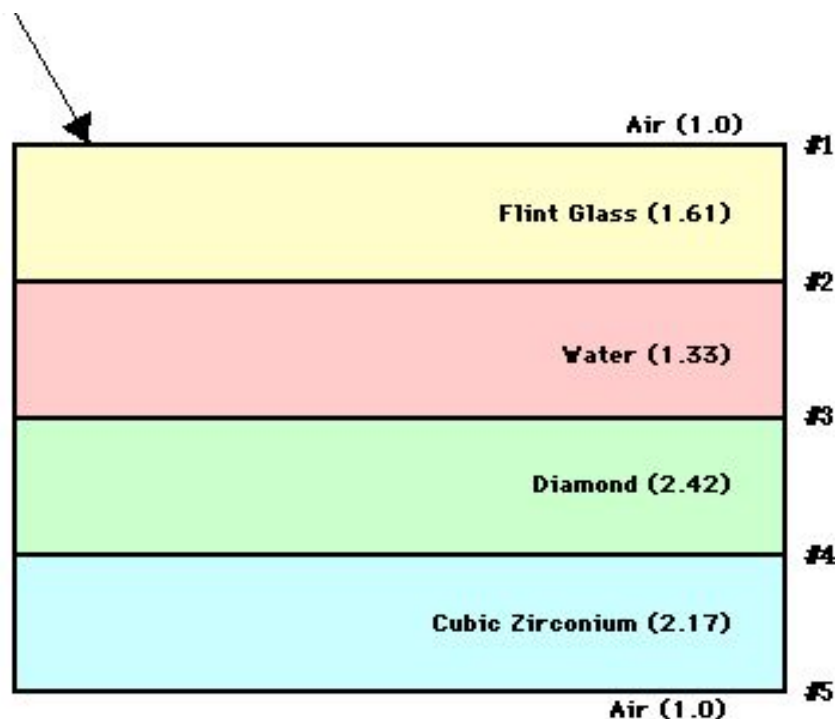 Air (1.0)
#1
Flint Glass (1.61)
#2
Water (1.33)
#3
Diamond (2.42)
#4
Cubic Zirconium (2.17)
#5
Air (1.0)